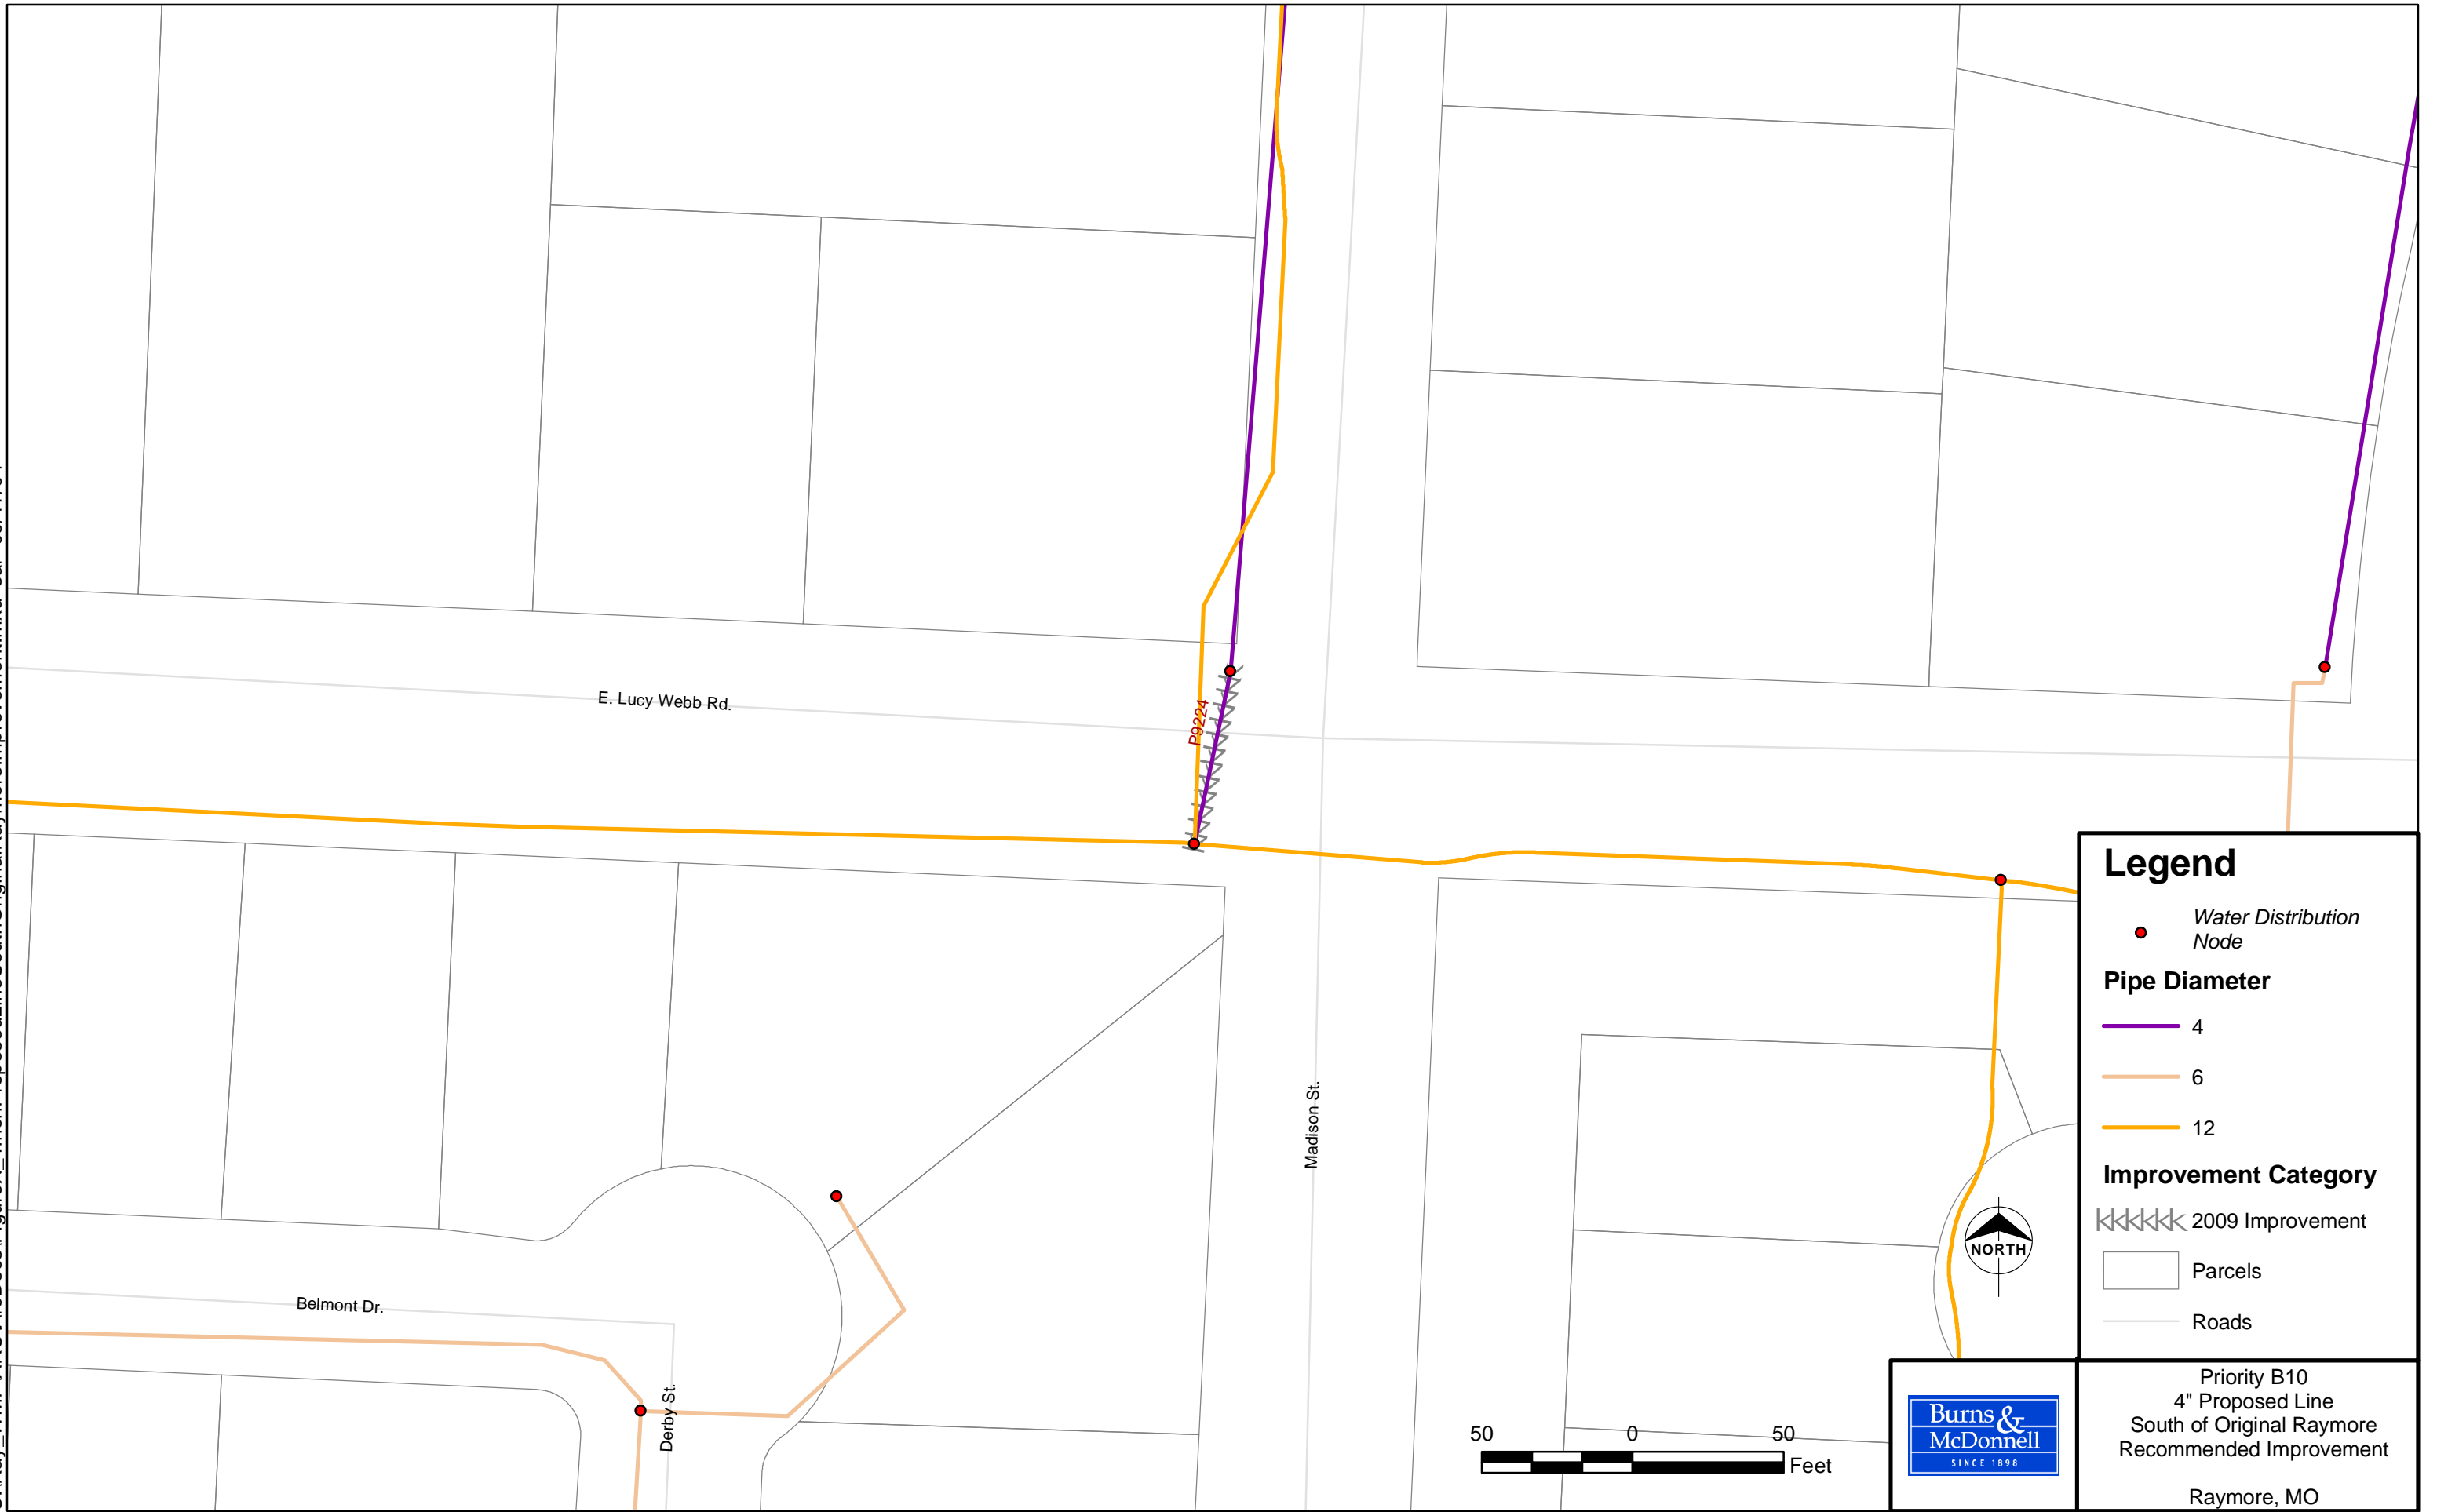 E. Lucy Webb Rd.
P9224
Madison St.
Belmont Dr.
Derby St.
Legend
Water Distribution
Node
Pipe Diameter
4
6
12
Improvement Category
2009 Improvement
Parcels
Roads
NORTH
50 0 50
Feet
Burns &
McDonnell
SINCE 1898
Priority B10
4" Proposed Line
South of Original Raymore
Recommended Improvement
Raymore, MO